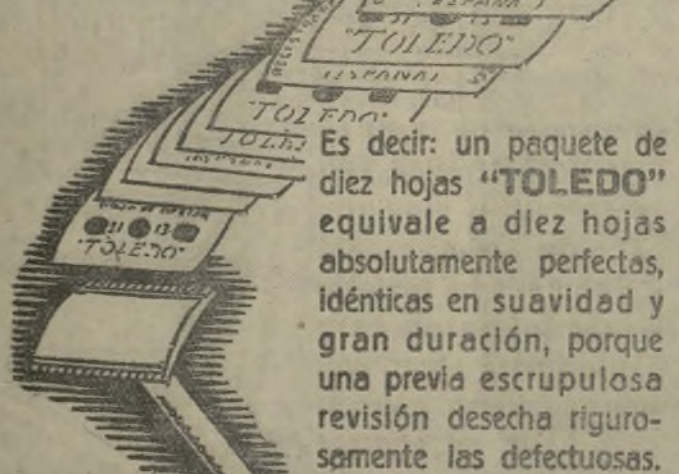 (ESPAÑA)
"TOLEDO"
(ESPAÑA)
"TOLEDO"
"TOLEDO"
Es decir: un paquete de
diez hojas “TOLEDO”
equivale a diez hojas
absolutamente perfectas,
idénticas en suavidad y
gran duración, porque
una previa escrupulosa
revisión desecha riguro-
samente las defectuosas.